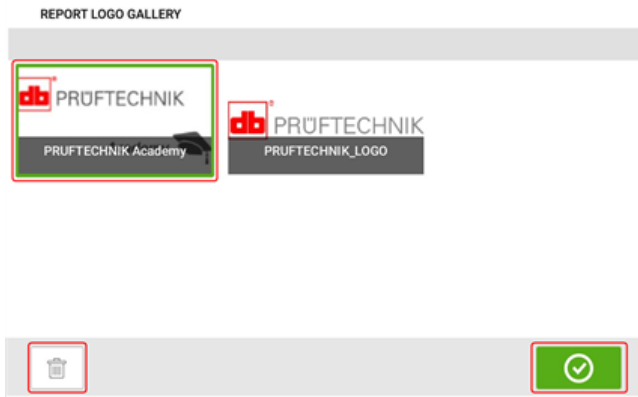 REPORT LOGO GALLERY
db PRÜFTECHNIK
PRUFTECHNIK Academy
db PRÜFTECHNIK
PRUFTECHNIK_LOGO